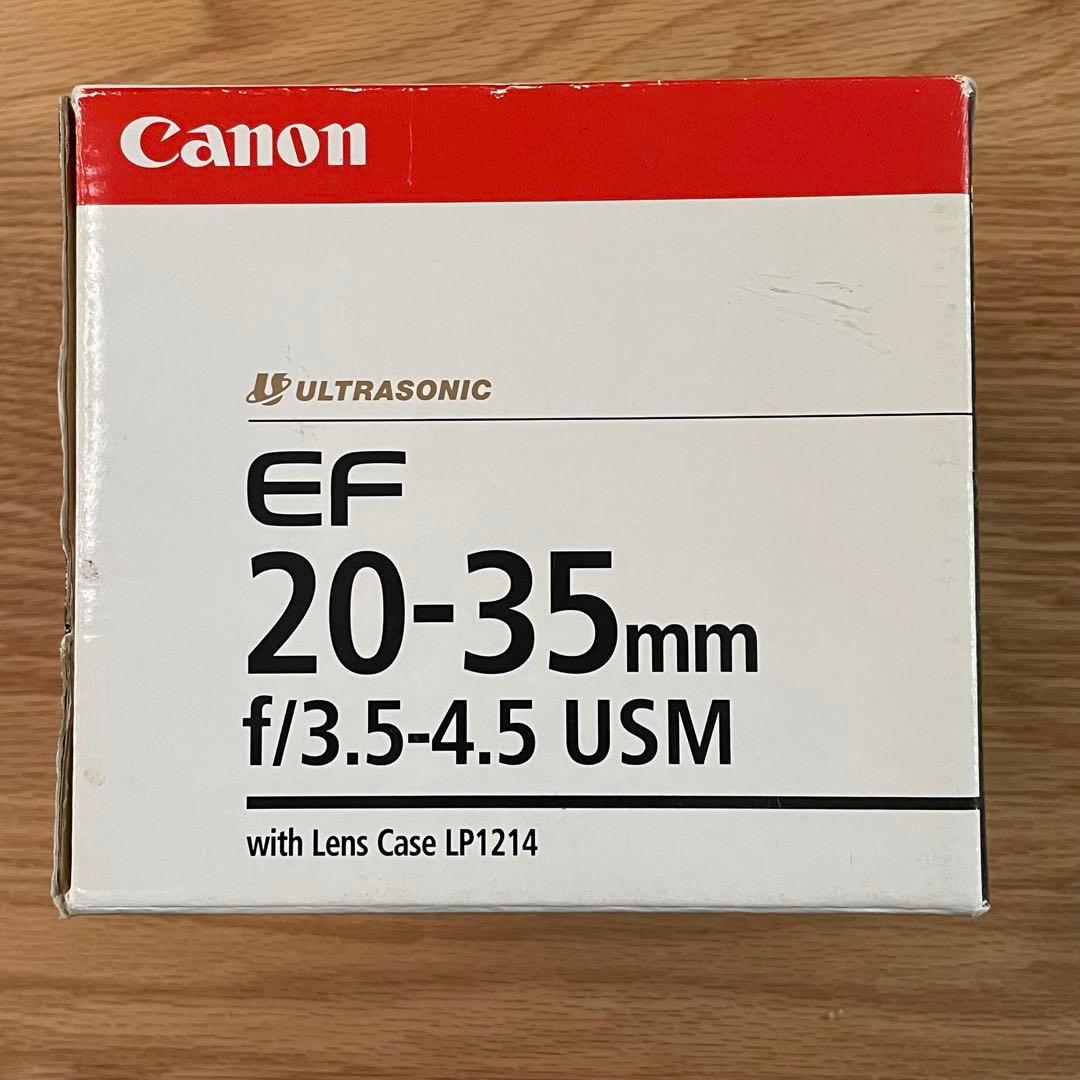 Canon
ULTRASONIC
EF
20-35mm
f/3.5-4.5 USM
with Lens Case LP1214